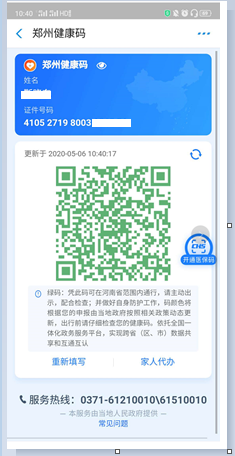 10:40
郑州健康码
郑州健康码
姓名
证件号码
4105 2719 8003
更新于 2020-05-06 10:40:17
开通医保码
绿码：凭此码可在河南省范围内通行，请主动出
示，配合检查；并做好自身防护工作，码颜色将
根据您的申报由当地政府按照相关政策动态更
新，出行前请仔细检查您的健康码。依托全国一
体化政务服务平台，实现跨省（区、市）数据共
享和互通互认
重新填写
家人代办
服务热线：0371-61210010\61510010
— 本服务由当地人民政府提供 —
常见问题